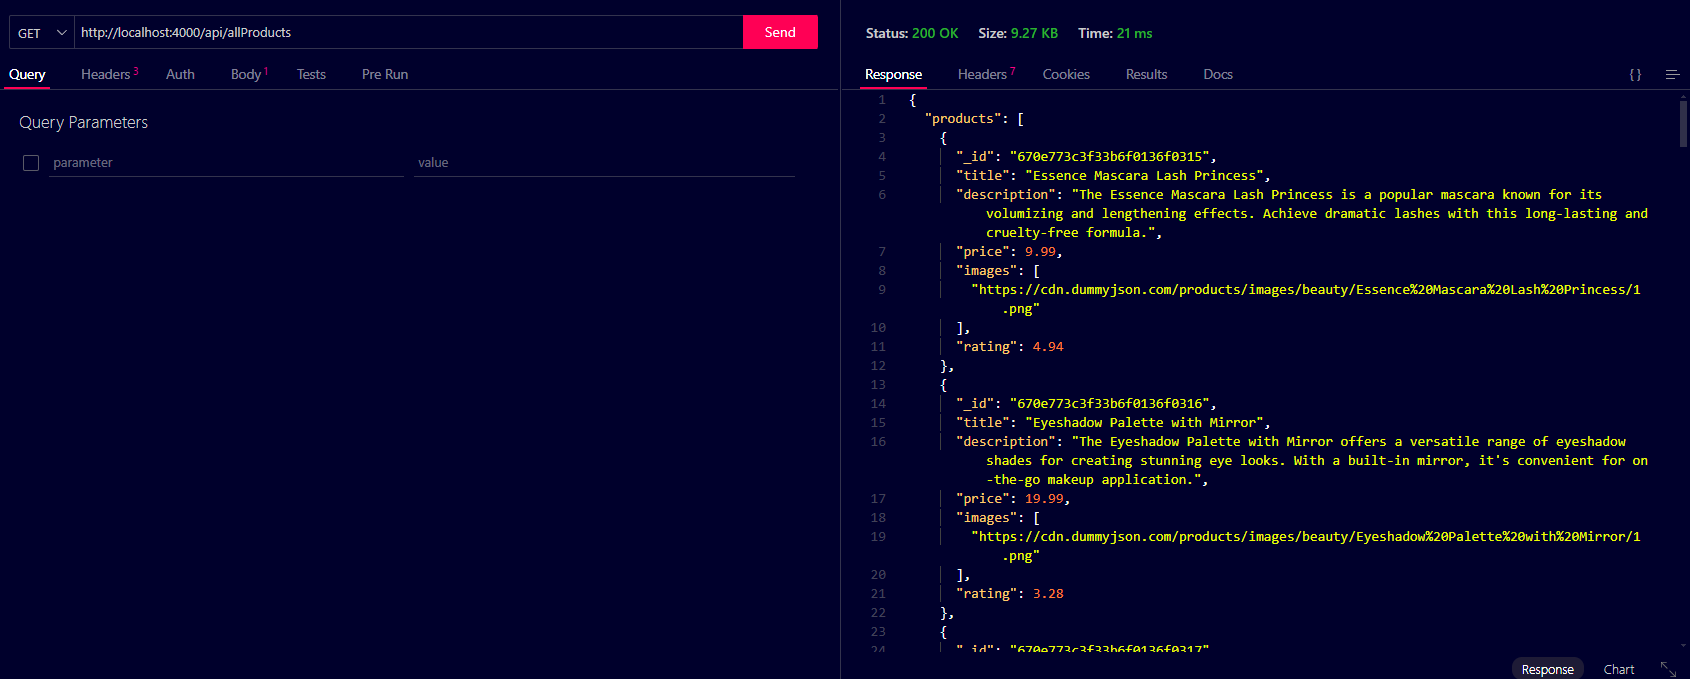 GET
http://localhost:4000/api/allProducts
Send
Query
Headers 3
Auth
Body 1
Tests
Pre Run
Query Parameters
parameter
value
Status: 200 OK
Size: 9.27 KB
Time: 21 ms
Response
Headers 7
Cookies
Results
Docs
{ }
1 {
2 "products": [
3 {
4 "_id": "670e773c3f33b6f0136f0315",
5 "title": "Essence Mascara Lash Princess",
6 "description": "The Essence Mascara Lash Princess is a popular mascara known for its
volumizing and lengthening effects. Achieve dramatic lashes with this long-lasting and
cruelty-free formula.",
7 "price": 9.99,
8 "images": [
9 "https://cdn.dummyjson.com/products/images/beauty/Essence%20Mascara%20Lash%20Princess/1
.png"
10 ],
11 "rating": 4.94
12 },
13 {
14 "_id": "670e773c3f33b6f0136f0316",
15 "title": "Eyeshadow Palette with Mirror",
16 "description": "The Eyeshadow Palette with Mirror offers a versatile range of eyeshadow
shades for creating stunning eye looks. With a built-in mirror, it's convenient for on
-the-go makeup application.",
17 "price": 19.99,
18 "images": [
19 "https://cdn.dummyjson.com/products/images/beauty/Eyeshadow%20Palette%20with%20Mirror/1
.png"
20 ],
21 "rating": 3.28
22 },
23 {
24 "_id": "670e773c3f33b6f0136f0317"
Response
Chart